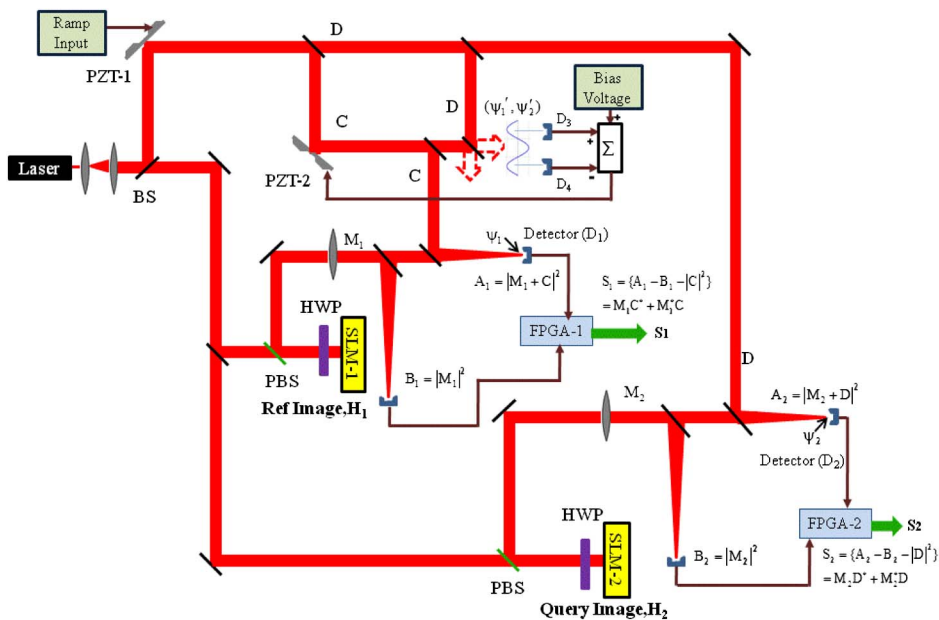 Ramp
Input
PZT-1
D
D
C
PZT-2
C
(ψ₁′, ψ₂′)
Bias
Voltage
+
D₃
+
Σ
D₄
-
Laser
BS
M₁
ψ₁
Detector (D₁)
A₁ = |M₁ + C|²
S₁ = {A₁ – B₁ – |C|²}
= M₁C* + M₁*C
FPGA-1
S1
HWP
SLM-1
PBS
Ref Image,H₁
B₁ = |M₁|²
D
M₂
A₂ = |M₂ + D|²
ψ₂
Detector (D₂)
FPGA-2
S2
HWP
SLM-2
PBS
Query Image,H₂
B₂ = |M₂|²
S₂ = {A₂ – B₂ – |D|²}
= M₂D* + M₂*D